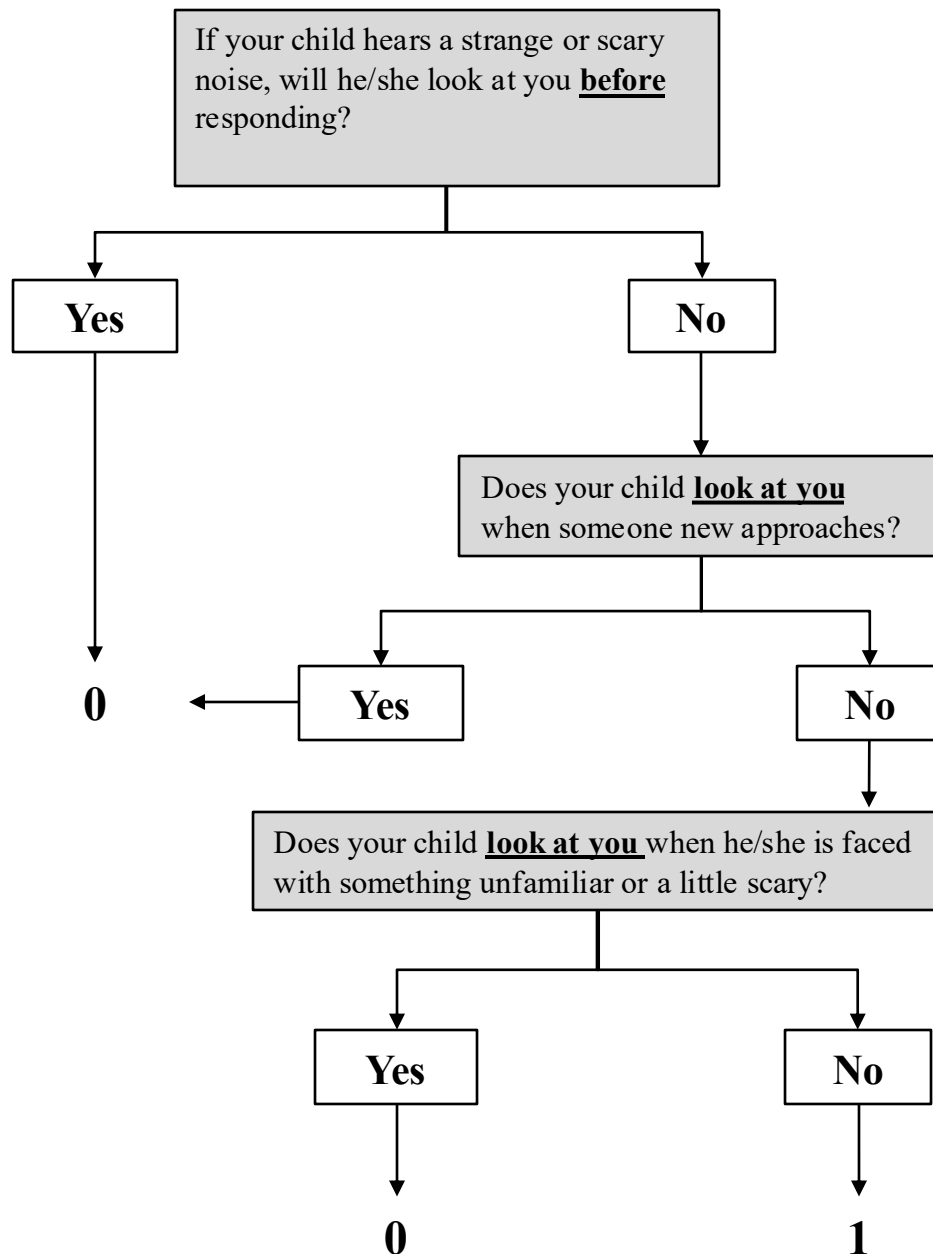 If your child hears a strange or scary
noise, will he/she look at you before
responding?
Yes
No
Does your child look at you
when someone new approaches?
0
Yes
No
Does your child look at you when he/she is faced
with something unfamiliar or a little scary?
Yes
No
0
1